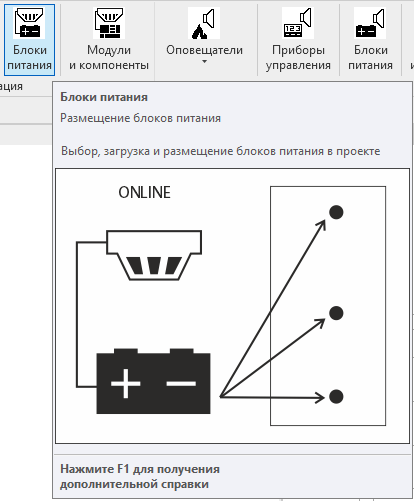 Блоки
питания
Модули
и компоненты
Оповещатели
123
Приборы
управления
Блоки
питания
и
ация
Блоки питания
Размещение блоков питания
Выбор, загрузка и размещение блоков питания в проекте
ONLINE
Нажмите F1 для получения
дополнительной справки